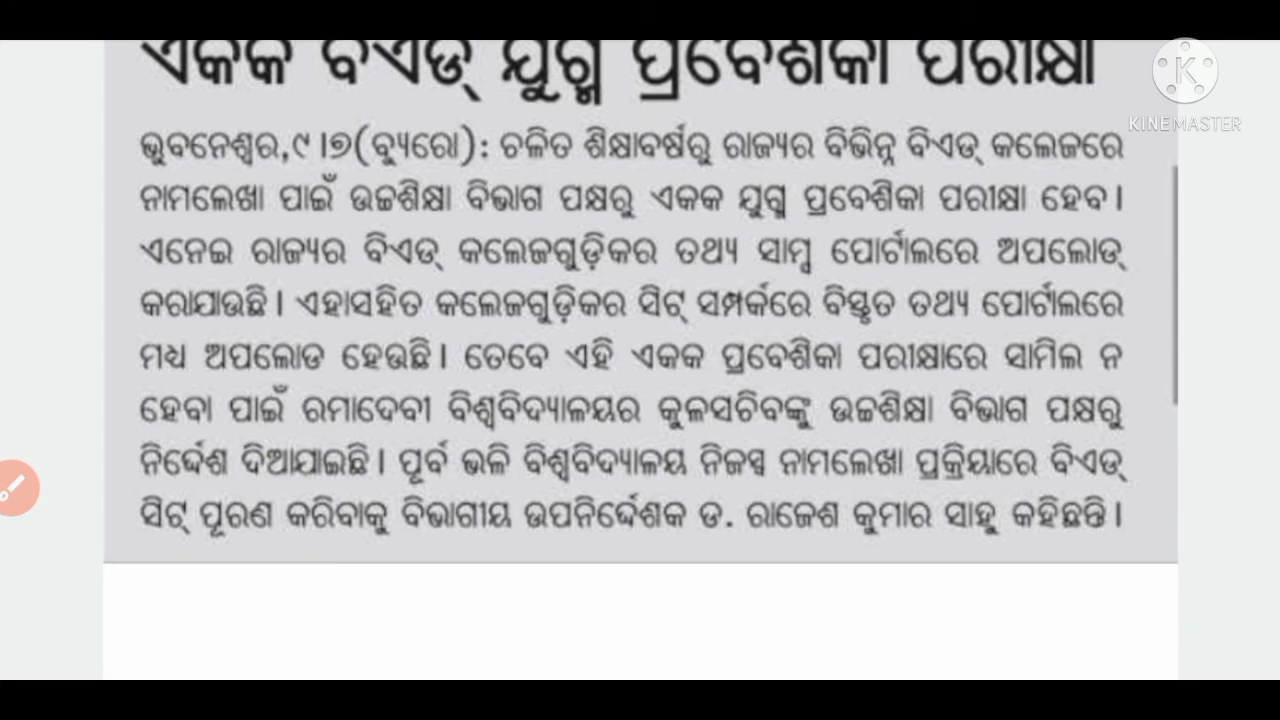 ଏକକ ବିଏଡ୍ ଯୁଗ୍ମ ପ୍ରବେଶିକା ପରୀକ୍ଷା
KINEMASTER
ଭୁବନେଶ୍ୱର,୯।୭(ବ୍ୟୁରୋ): ଚଳିତ ଶିକ୍ଷାବର୍ଷରୁ ରାଜ୍ୟର ବିଭିନ୍ନ ବିଏଡ୍ କଲେଜରେ
ନାମଲେଖା ପାଇଁ ଉଚ୍ଚଶିକ୍ଷା ବିଭାଗ ପକ୍ଷରୁ ଏକକ ଯୁଗ୍ମ ପ୍ରବେଶିକା ପରୀକ୍ଷା ହେବ।
ଏନେଇ ରାଜ୍ୟର ବିଏଡ୍ କଲେଜଗୁଡ଼ିକର ତଥ୍ୟ ସାମ୍ସ ପୋର୍ଟାଲରେ ଅପଲୋଡ୍
କରାଯାଉଛି। ଏହାସହିତ କଲେଜଗୁଡ଼ିକର ସିଟ୍ ସମ୍ପର୍କରେ ବିସ୍ତୃତ ତଥ୍ୟ ପୋର୍ଟାଲରେ
ମଧ୍ୟ ଅପଲୋଡ ହେଉଛି। ତେବେ ଏହି ଏକକ ପ୍ରବେଶିକା ପରୀକ୍ଷାରେ ସାମିଲ ନ
ହେବା ପାଇଁ ରମାଦେବୀ ବିଶ୍ୱବିଦ୍ୟାଳୟର କୁଳସଚିବଙ୍କୁ ଉଚ୍ଚଶିକ୍ଷା ବିଭାଗ ପକ୍ଷରୁ
ନିର୍ଦ୍ଦେଶ ଦିଆଯାଇଛି। ପୂର୍ବ ଭଳି ବିଶ୍ୱବିଦ୍ୟାଳୟ ନିଜସ୍ୱ ନାମଲେଖା ପ୍ରକ୍ରିୟାରେ ବିଏଡ୍
ସିଟ୍ ପୂରଣ କରିବାକୁ ବିଭାଗୀୟ ଉପନିର୍ଦ୍ଦେଶକ ଡ. ରାଜେଶ କୁମାର ସାହୁ କହିଛନ୍ତି।